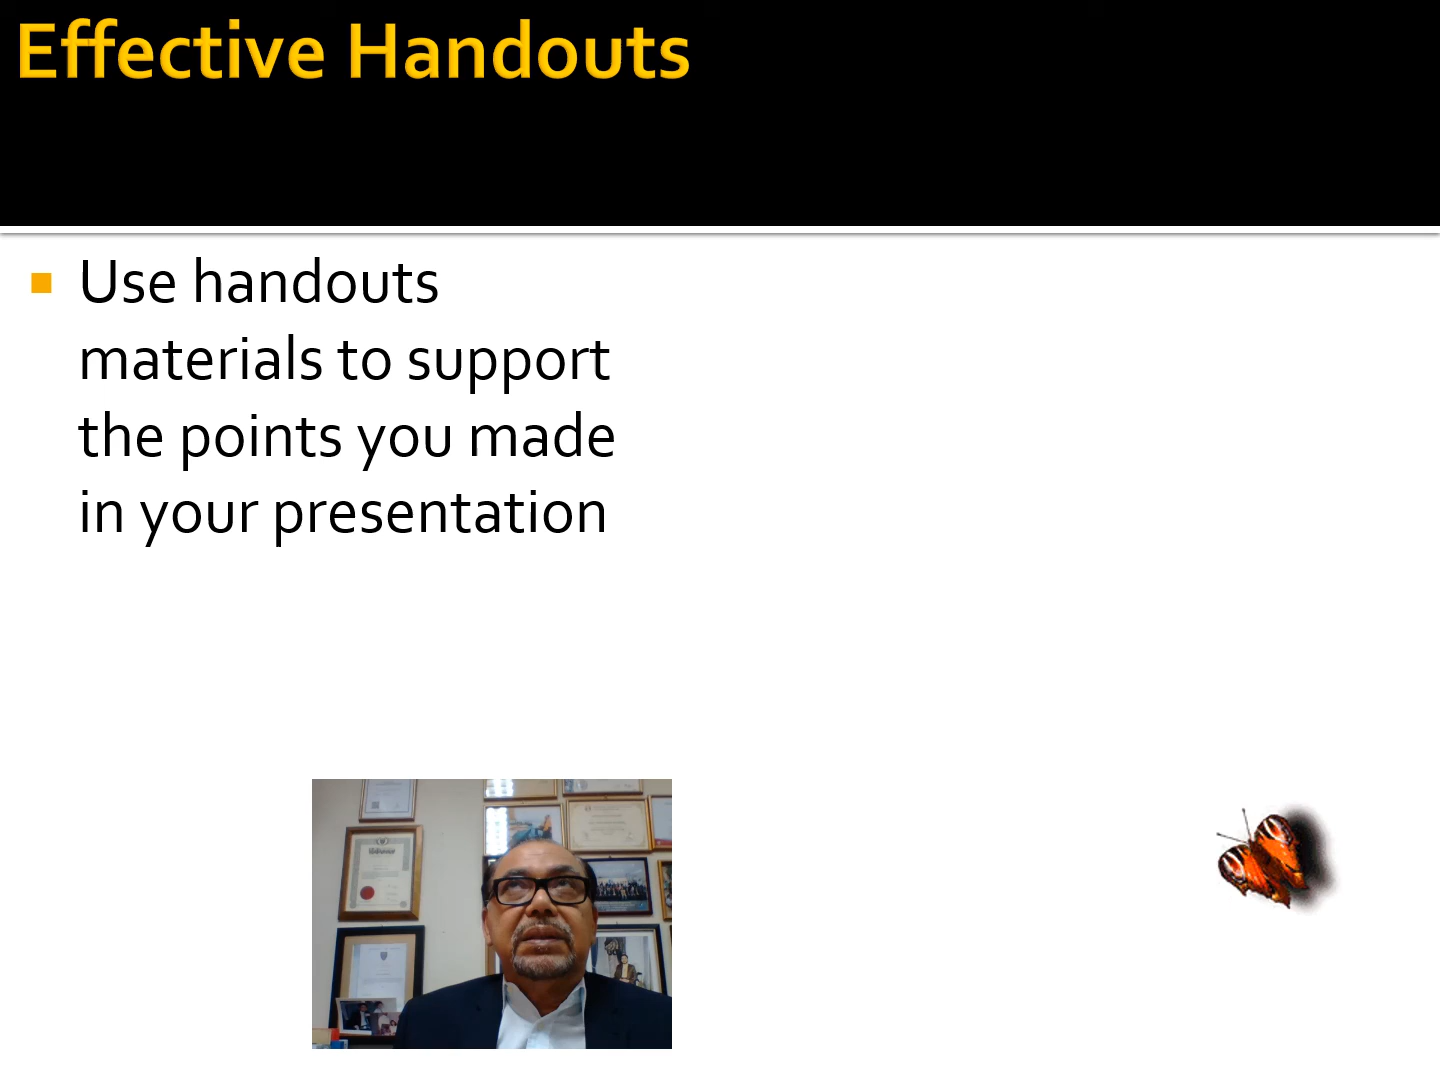 Effective Handouts
Use handouts
materials to support
the points you made
in your presentation